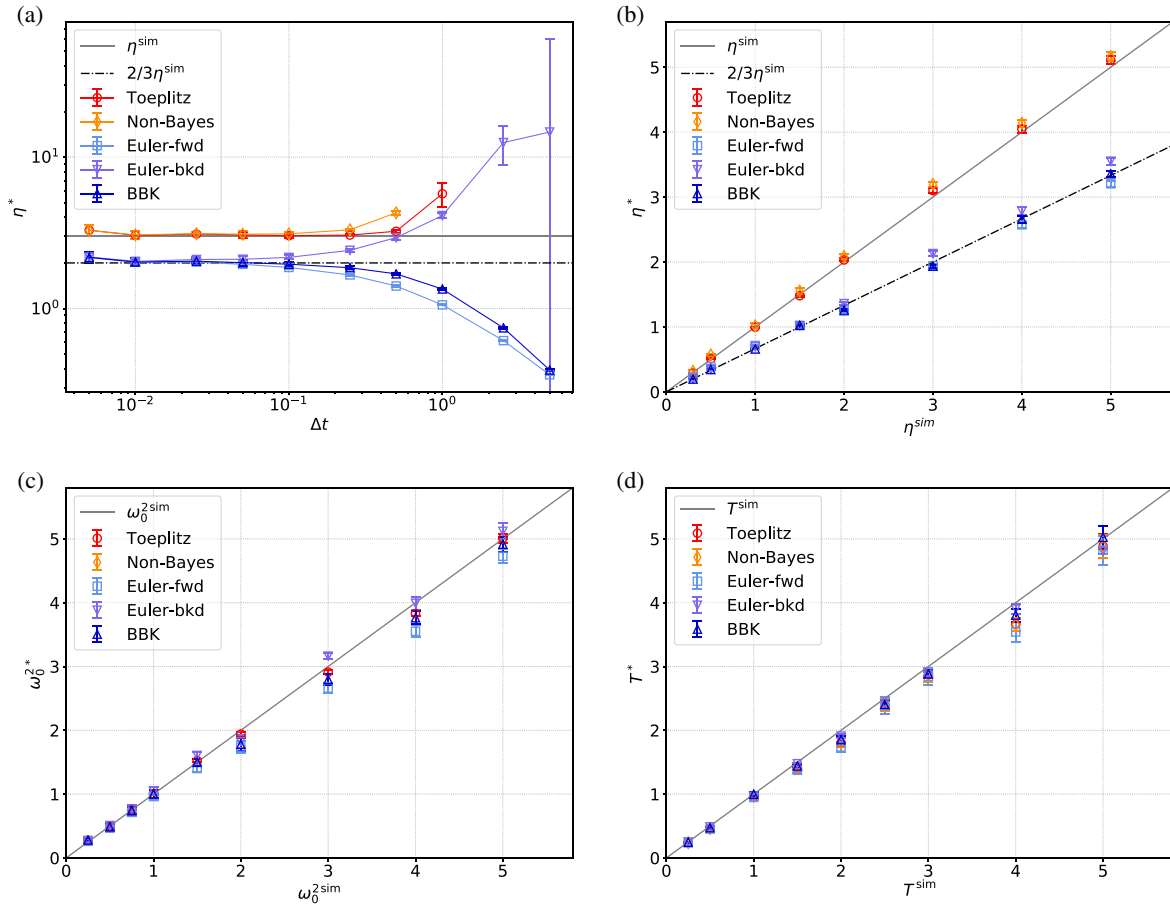 (a)
η^sim
2/3η^sim
Toeplitz
Non-Bayes
Euler-fwd
Euler-bkd
BBK
10^1
10^0
η^*
10^-2
10^-1
10^0
Δt
(b)
η^sim
2/3η^sim
Toeplitz
Non-Bayes
Euler-fwd
Euler-bkd
BBK
5
4
3
2
1
0
η^*
0 1 2 3 4 5
η^sim
(c)
ω_0^2sim
Toeplitz
Non-Bayes
Euler-fwd
Euler-bkd
BBK
5
4
3
2
1
0
ω_0^2*
0 1 2 3 4 5
ω_0^2sim
(d)
T^sim
Toeplitz
Non-Bayes
Euler-fwd
Euler-bkd
BBK
5
4
3
2
1
0
T^*
0 1 2 3 4 5
T^sim